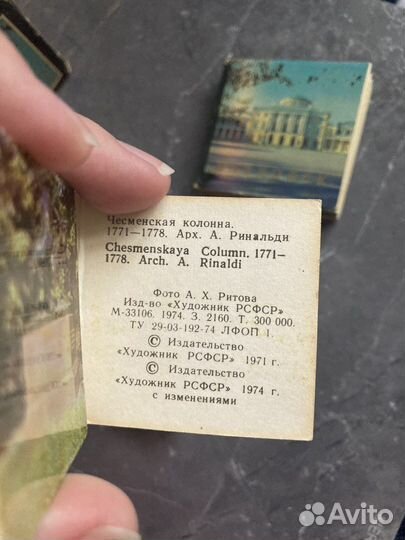 Чесменская колонна.
1771—1778. Арх. А. Ринальди
Chesmenskaya Column. 1771—
1778. Arch. A. Rinaldi
Фото А. Х. Ритова
Изд-во «Художник РСФСР»
М-33106. 1974. З. 2160. Т. 300 000.
ТУ 29-03-192-74 ЛФОП 1.
© Издательство
«Художник РСФСР» 1971 г.
© Издательство
«Художник РСФСР» 1974 г.
с изменениями
Avito